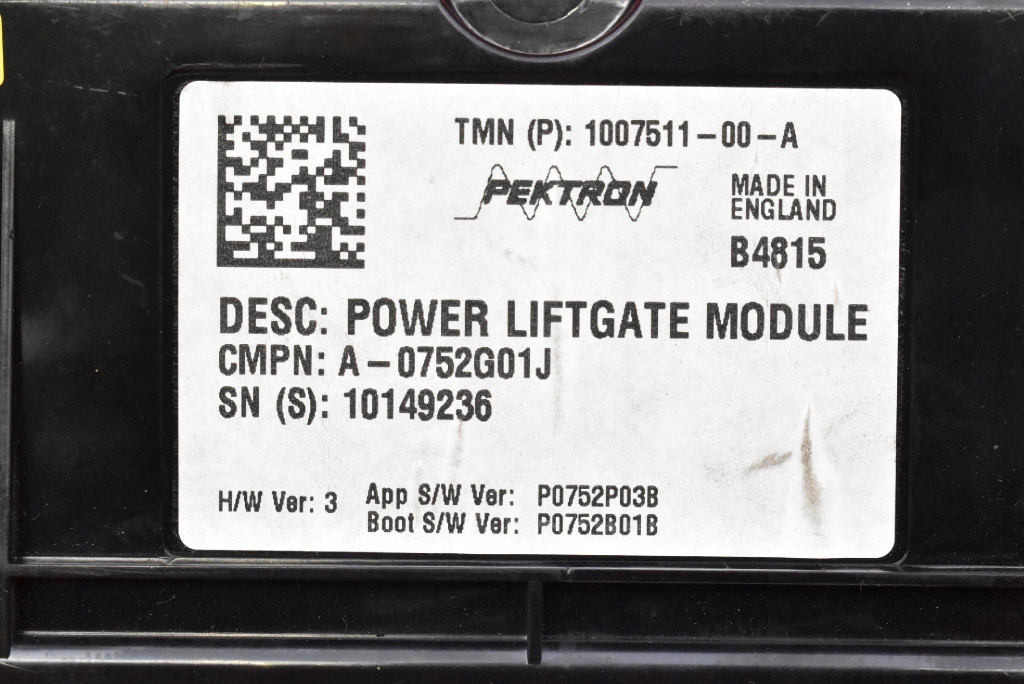 TMN (P): 1007511-00-A
PEKTRON
MADE IN
ENGLAND
B4815
DESC: POWER LIFTGATE MODULE
CMPN: A-0752G01J
SN (S): 10149236
H/W Ver: 3
App S/W Ver: P0752P03B
Boot S/W Ver: P0752B01B